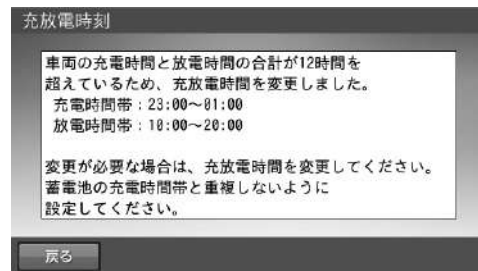 充放電時刻
車両の充電時間と放電時間の合計が12時間を
超えているため、充放電時間を変更しました。
充電時間帯：23:00～01:00
放電時間帯：10:00～20:00
変更が必要な場合は、充放電時間を変更してください。
蓄電池の充電時間帯と重複しないように
設定してください。
戻る